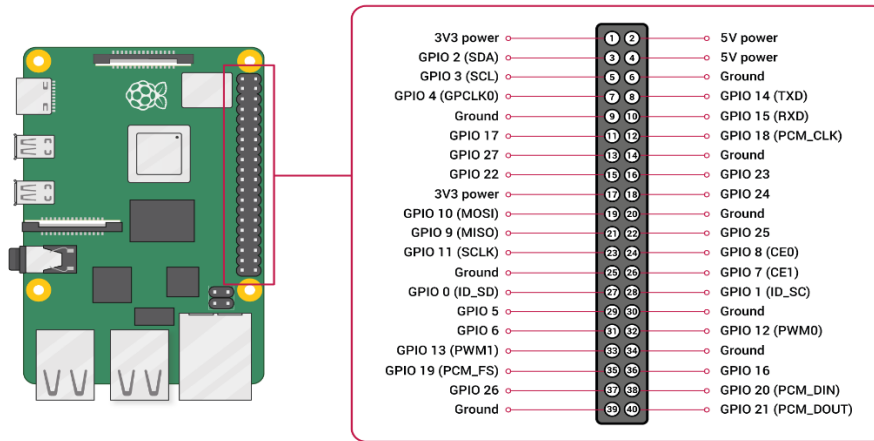 3V3 power 1 2 5V power
GPIO 2 (SDA) 3 4 5V power
GPIO 3 (SCL) 5 6 Ground
GPIO 4 (GPCLK0) 7 8 GPIO 14 (TXD)
Ground 9 10 GPIO 15 (RXD)
GPIO 17 11 12 GPIO 18 (PCM_CLK)
GPIO 27 13 14 Ground
GPIO 22 15 16 GPIO 23
3V3 power 17 18 GPIO 24
GPIO 10 (MOSI) 19 20 Ground
GPIO 9 (MISO) 21 22 GPIO 25
GPIO 11 (SCLK) 23 24 GPIO 8 (CE0)
Ground 25 26 GPIO 7 (CE1)
GPIO 0 (ID_SD) 27 28 GPIO 1 (ID_SC)
GPIO 5 29 30 Ground
GPIO 6 31 32 GPIO 12 (PWM0)
GPIO 13 (PWM1) 33 34 Ground
GPIO 19 (PCM_FS) 35 36 GPIO 16
GPIO 26 37 38 GPIO 20 (PCM_DIN)
Ground 39 40 GPIO 21 (PCM_DOUT)